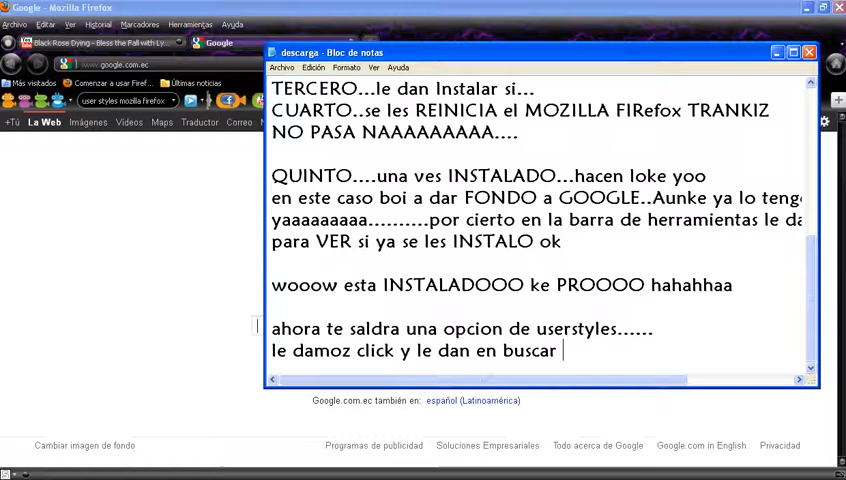 Google - Mozilla Firefox
Archivo Editar Ver Historial Marcadores Herramientas Ayuda
Black Rose Dying - Bless the Fall with Ly...
Google
www.google.com.ec
Más visitados Comenzar a usar Firef... Últimas noticias
user styles mozilla firefox
+Tú La Web Imágenes Vídeos Maps Traductor Correo
descarga - Bloc de notas
Archivo Edición Formato Ver Ayuda
TERCERO...le dan Instalar si...
CUARTO..se les REINICIA el MOZILLA FIRefox TRANKIZ
NO PASA NAAAAAAAAA....
QUINTO....una ves INSTALADO...hacen loke yoo
en este caso boi a dar FONDO a GOOGLE..Aunke ya lo teng
yaaaaaaaaa..........por cierto en la barra de herramientas le da
para VER si ya se les INSTALO ok
wooow esta INSTALADOOO ke PROOOO hahahhaa
ahora te saldra una opcion de userstyles......
le damoz click y le dan en buscar
Google.com.ec también en: español (Latinoamérica)
Cambiar imagen de fondo Programas de publicidad Soluciones Empresariales Todo acerca de Google Google.com in English Privacidad